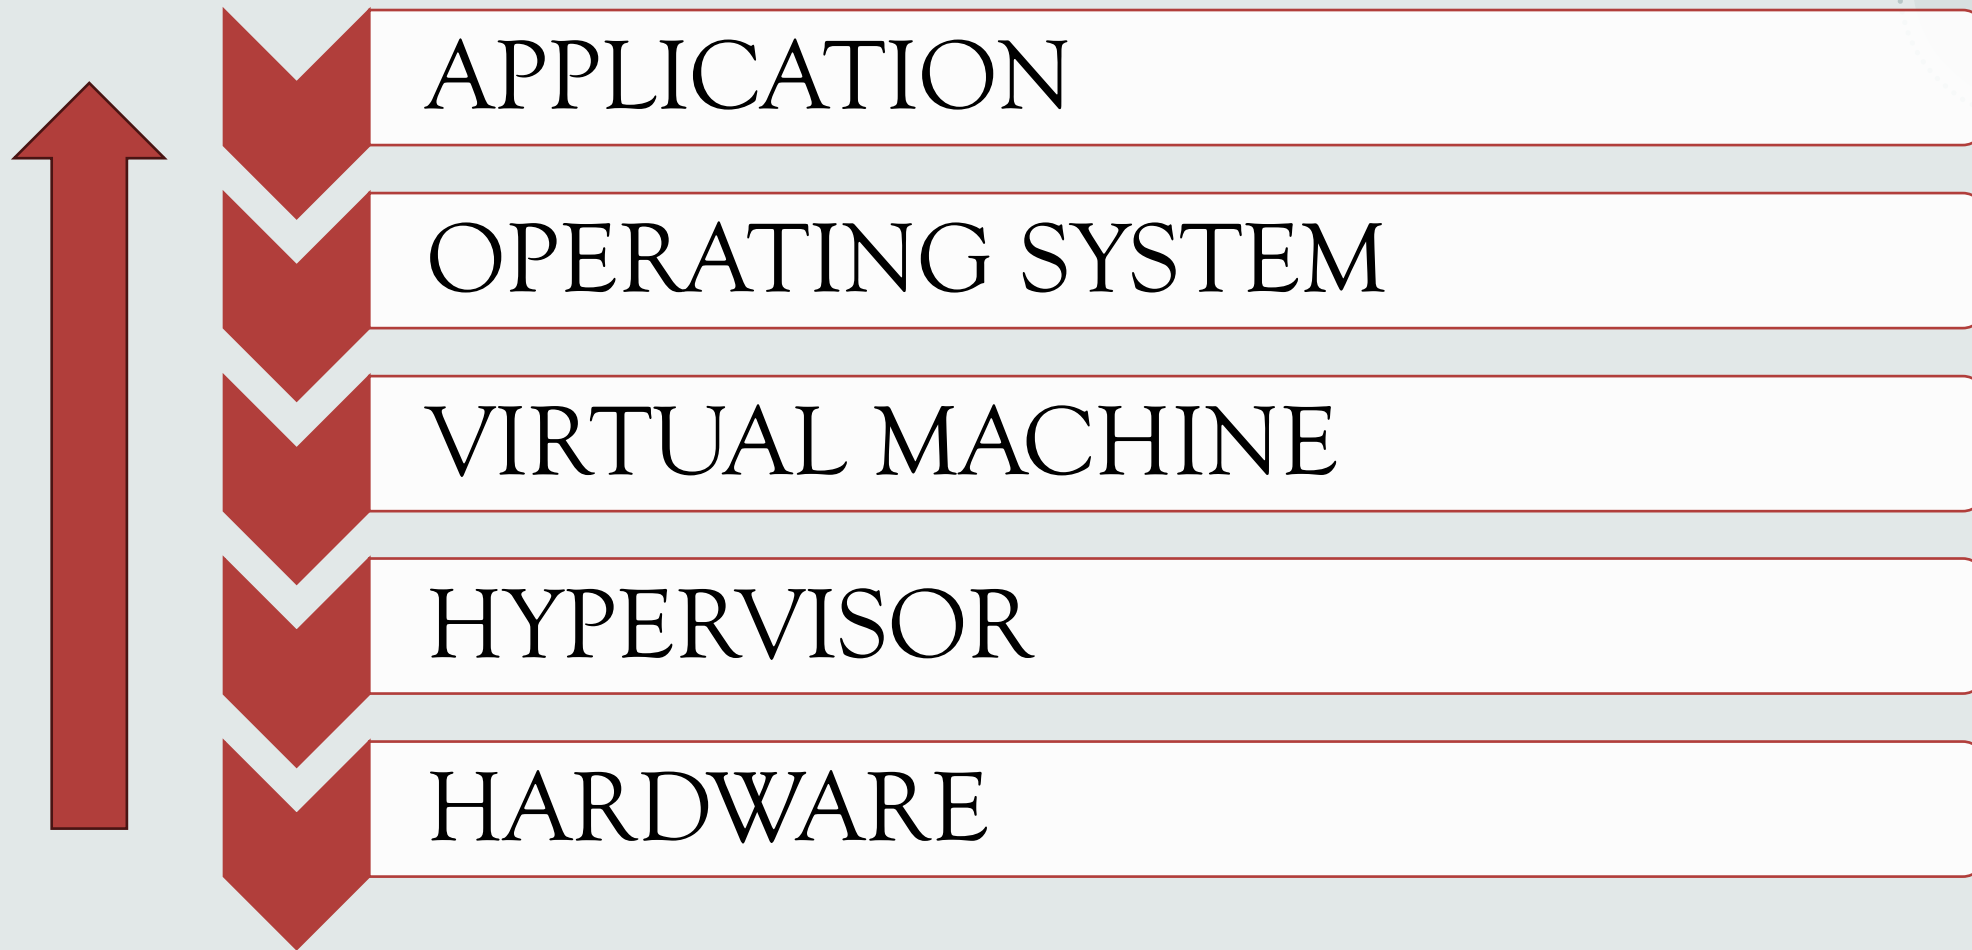 APPLICATION
OPERATING SYSTEM
VIRTUAL MACHINE
HYPERVISOR
HARDWARE